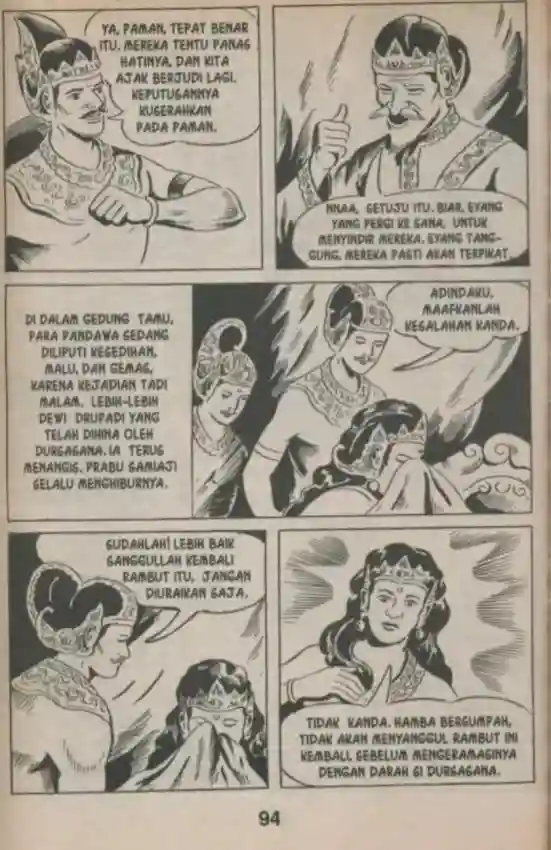 YA, PAMAN, TEPAT BENAR
ITU. MEREKA TENTU PANAS
HATINYA, DAN KITA
AJAK BERJUDI LAGI.
KEPUTUSANNYA
KUSERAHKAN
PADA PAMAN.
NNAA, SETUJU ITU. BIAR, EYANG
YANG PERGI KE SANA, UNTUK
MENYINDIR MEREKA. EYANG TANG-
GUNG, MEREKA PASTI AKAN TERPIKAT.
DI DALAM GEDUNG TAMU,
PARA PANDAWA SEDANG
DILIPUTI KESEDIHAN,
MALU, DAN GEMAS,
KARENA KEJADIAN TADI
MALAM. LEBIH-LEBIH
DEWI DRUPADI YANG
TELAH DIHINA OLEH
DURSASANA. IA TERUS
MENANGIS. PRABU SAMIAJI
SELALU MENGHIBURNYA.
ADINDAKU,
MAAFKANLAH
KESALAHAN KANDA.
SUDAHLAH! LEBIH BAIK
SANGGULLAH KEMBALI
RAMBUT ITU, JANGAN
DIURAIKAN SAJA.
TIDAK KANDA. HAMBA BERSUMPAH,
TIDAK AKAN MENYANGGUL RAMBUT INI
KEMBALI, SEBELUM MENGERAMASINYA
DENGAN DARAH SI DURSASANA.
94